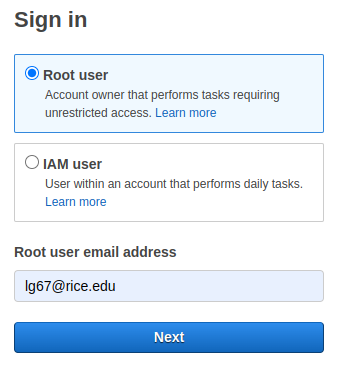 Sign in
Root user
Account owner that performs tasks requiring
unrestricted access. Learn more
IAM user
User within an account that performs daily tasks.
Learn more
Root user email address
lg67@rice.edu
Next